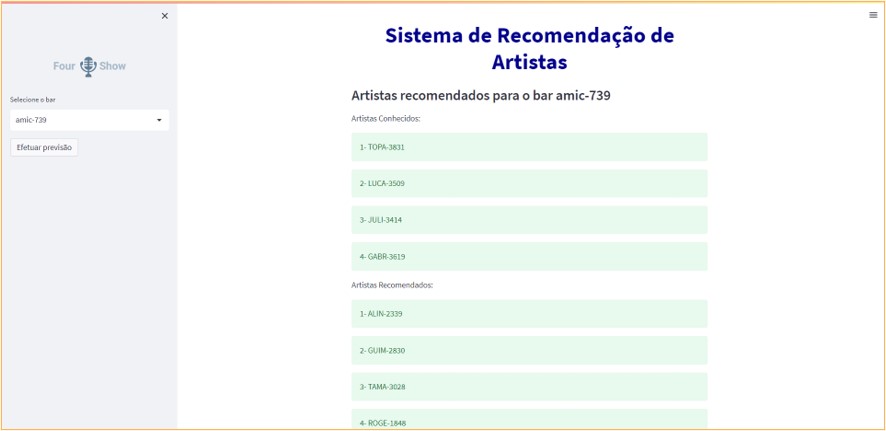 Four Show
Selecione o bar
amic-739
Efetuar previsão
Sistema de Recomendação de
Artistas
Artistas recomendados para o bar amic-739
Artistas Conhecidos:
1- TOPA-3831
2- LUCA-3509
3- JULI-3414
4- GABR-3619
Artistas Recomendados:
1- ALIN-2339
2- GUIM-2830
3- TAMA-3028
4- ROGE-1848